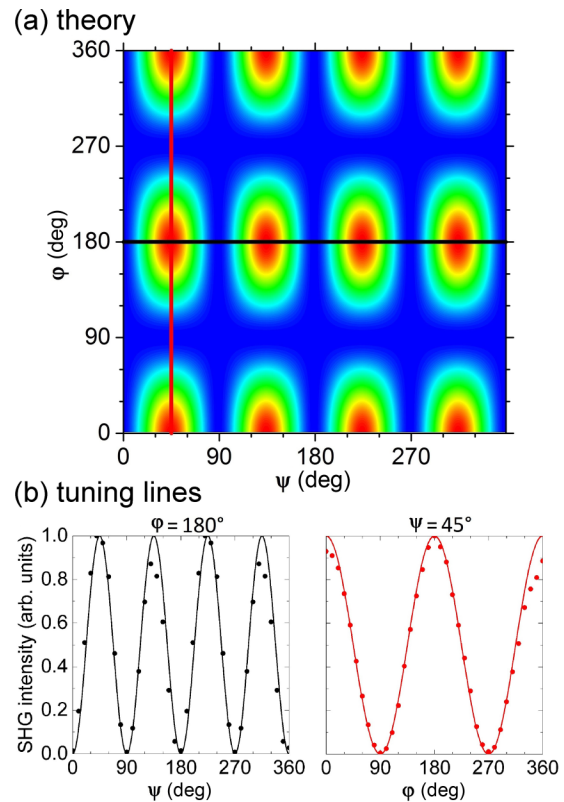 (a) theory
360
270
φ (deg)
180
90
0
0 90 180 270
ψ (deg)
(b) tuning lines
φ = 180° ψ = 45°
SHG intensity (arb. units)
1.0
0.8
0.6
0.4
0.2
0.0
0 90 180 270 360 0 90 180 270 360
ψ (deg) φ (deg)